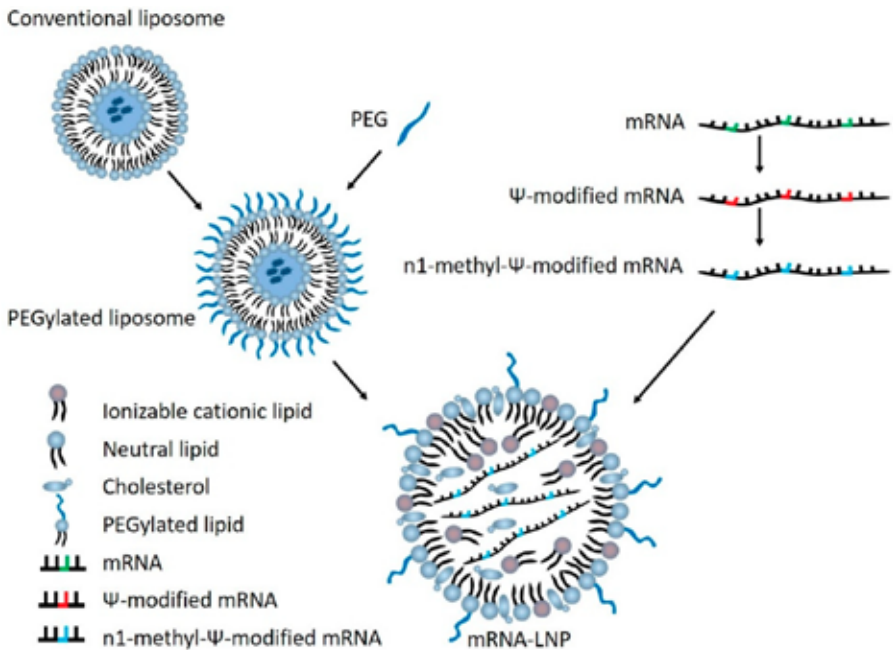 Conventional liposome
PEG
mRNA
Ψ-modified mRNA
n1-methyl-Ψ-modified mRNA
PEGylated liposome
Ionizable cationic lipid
Neutral lipid
Cholesterol
PEGylated lipid
mRNA
Ψ-modified mRNA
n1-methyl-Ψ-modified mRNA
mRNA-LNP